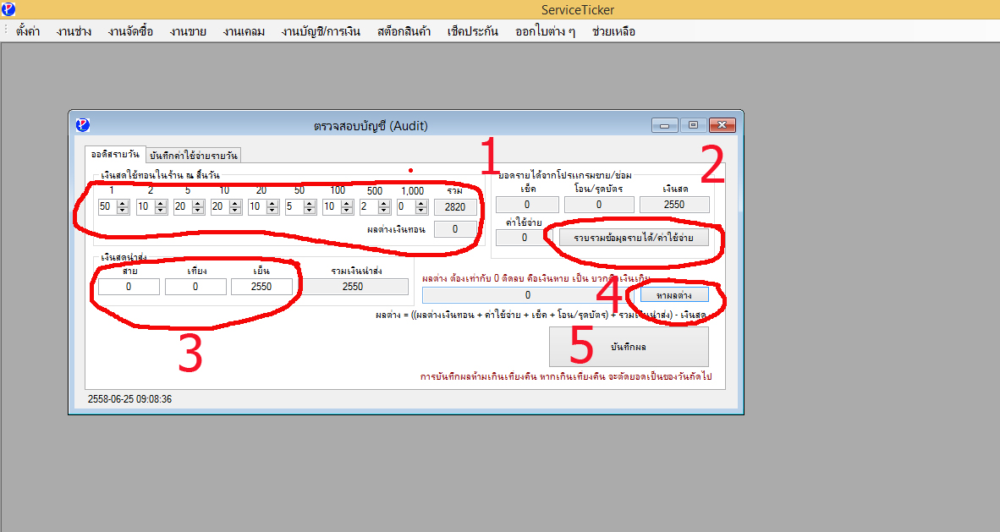 ServiceTicker
ตั้งค่า งานช่าง งานจัดซื้อ งานขาย งานเคลม งานบัญชี/การเงิน สต็อกสินค้า เช็คประกัน ออกใบต่าง ๆ ช่วยเหลือ
ตรวจสอบบัญชี (Audit)
ออดิสรายวัน บันทึกค่าใช้จ่ายรายวัน
1
2
เงินสดใช้ทอนในร้าน ณ สิ้นวัน
1 2 5 10 20 50 100 500 1,000 รวม
50 10 20 20 10 5 10 2 0 2820
ผลต่างเงินทอน 0
ยอดรายได้จากโปรแกรมขาย/ซ่อม
เช็ค โอน/รูดบัตร เงินสด
0 0 2550
ค่าใช้จ่าย
0 รวบรวมข้อมูลรายได้/ค่าใช้จ่าย
เงินสดนำส่ง
สาย เที่ยง เย็น รวมเงินนำส่ง
0 0 2550 2550
3
ผลต่าง ต้องเท่ากับ 0 ติดลบ คือเงินหาย เป็น บวกคือเงินเกิน
4
0 หาผลต่าง
ผลต่าง = ((ผลต่างเงินทอน + ค่าใช้จ่าย + เช็ค + โอน/รูดบัตร) + รวมเงินนำส่ง) - เงินสด
5 บันทึกผล
การบันทึกผลห้ามเกินเที่ยงคืน หากเกินเที่ยงคืน จะตัดยอดเป็นของวันถัดไป
2558-06-25 09:08:36